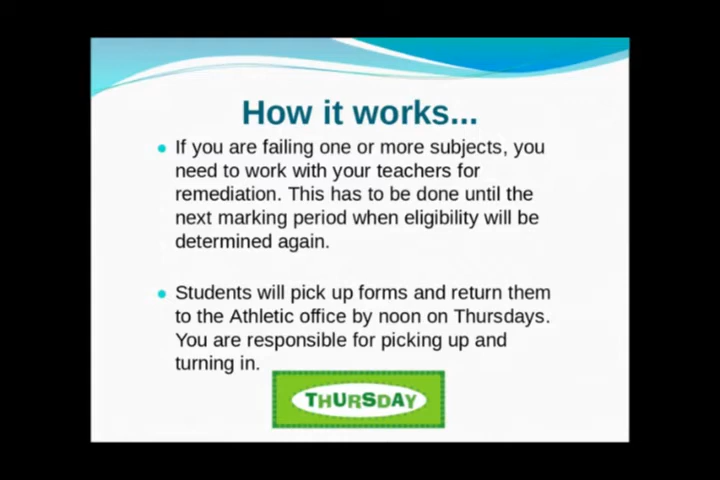 How it works...
If you are failing one or more subjects, you
need to work with your teachers for
remediation. This has to be done until the
next marking period when eligibility will be
determined again.
Students will pick up forms and return them
to the Athletic office by noon on Thursdays.
You are responsible for picking up and
turning in.
THURSDAY